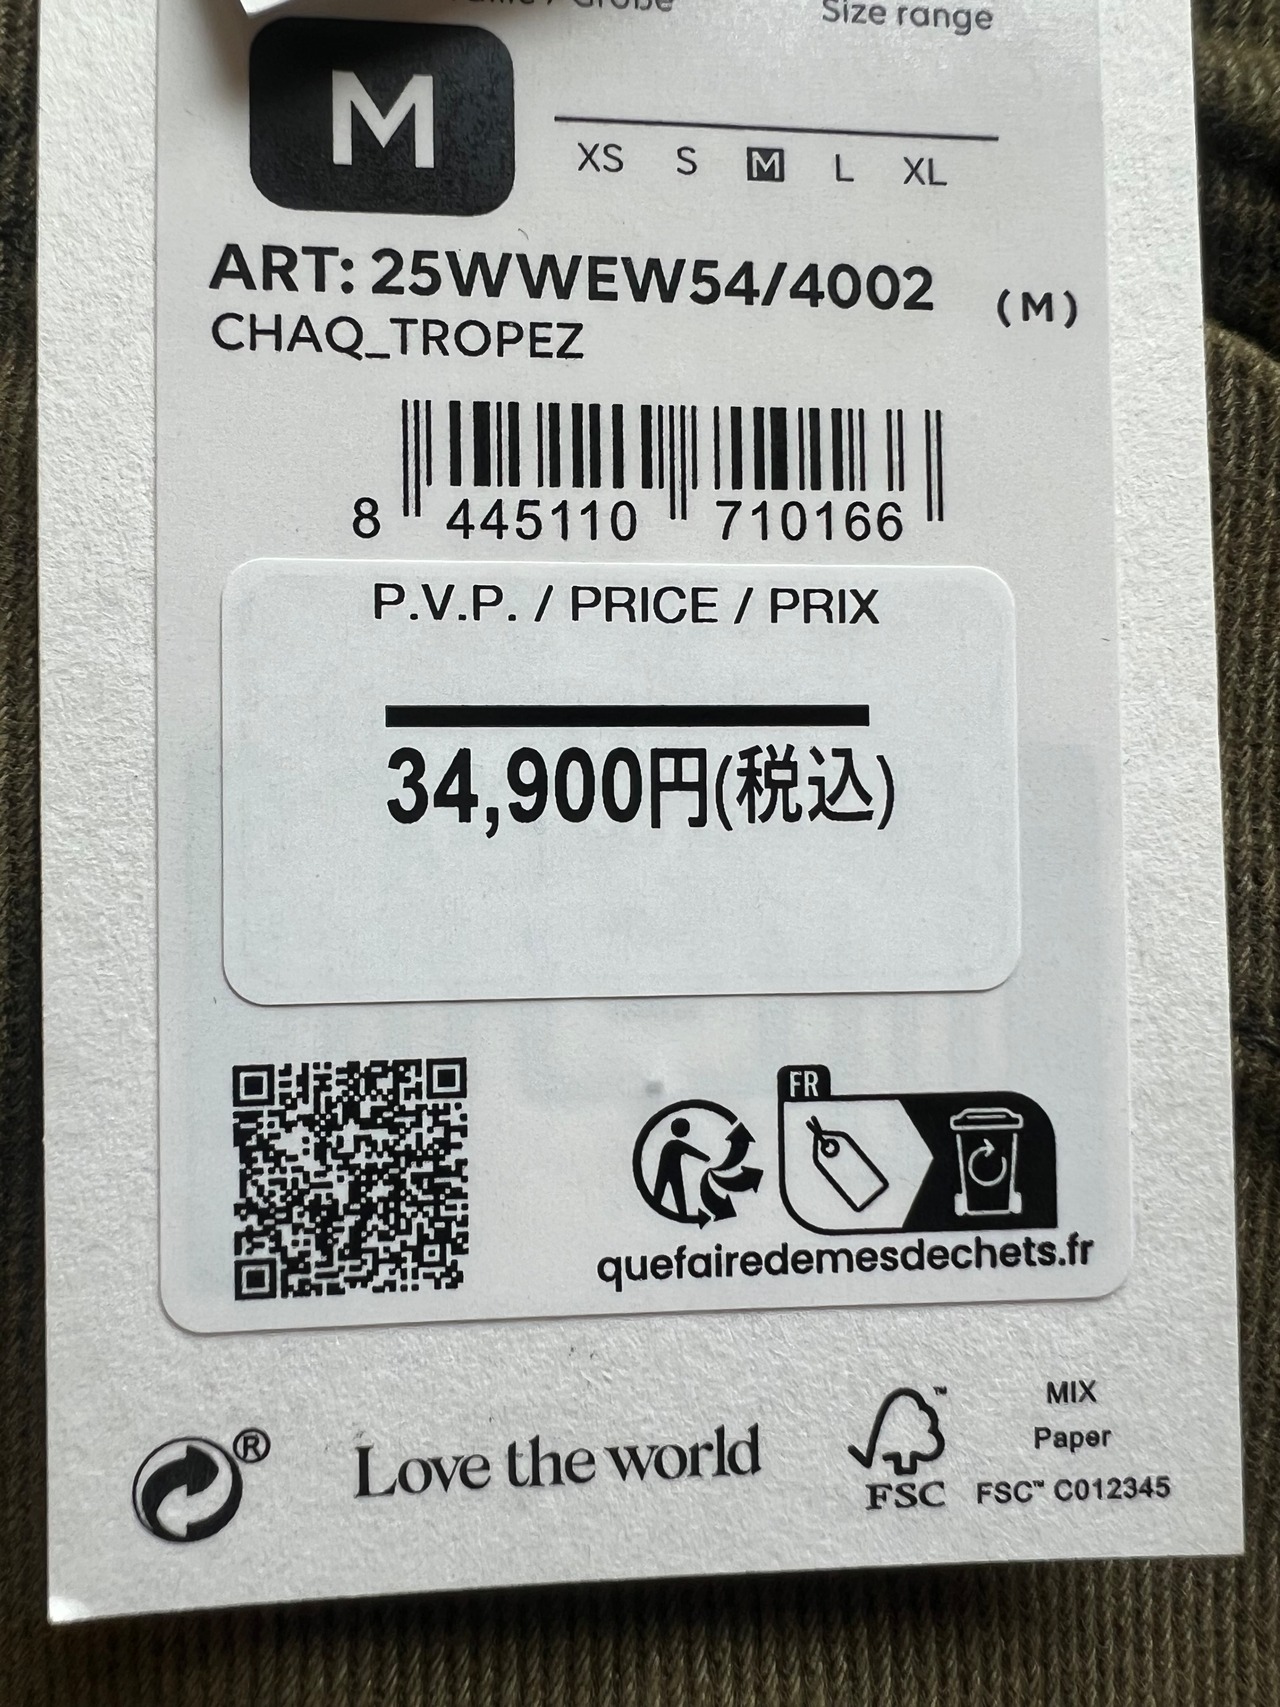 Size range
M
XS S M L XL
ART: 25WWEW54/4002 (M)
CHAQ_TROPEZ
8 445110 710166
P.V.P. / PRICE / PRIX
34,900円(税込)
FR
quefairedemesdechets.fr
® Love the world
™ MIX
Paper
FSC FSC™ C012345